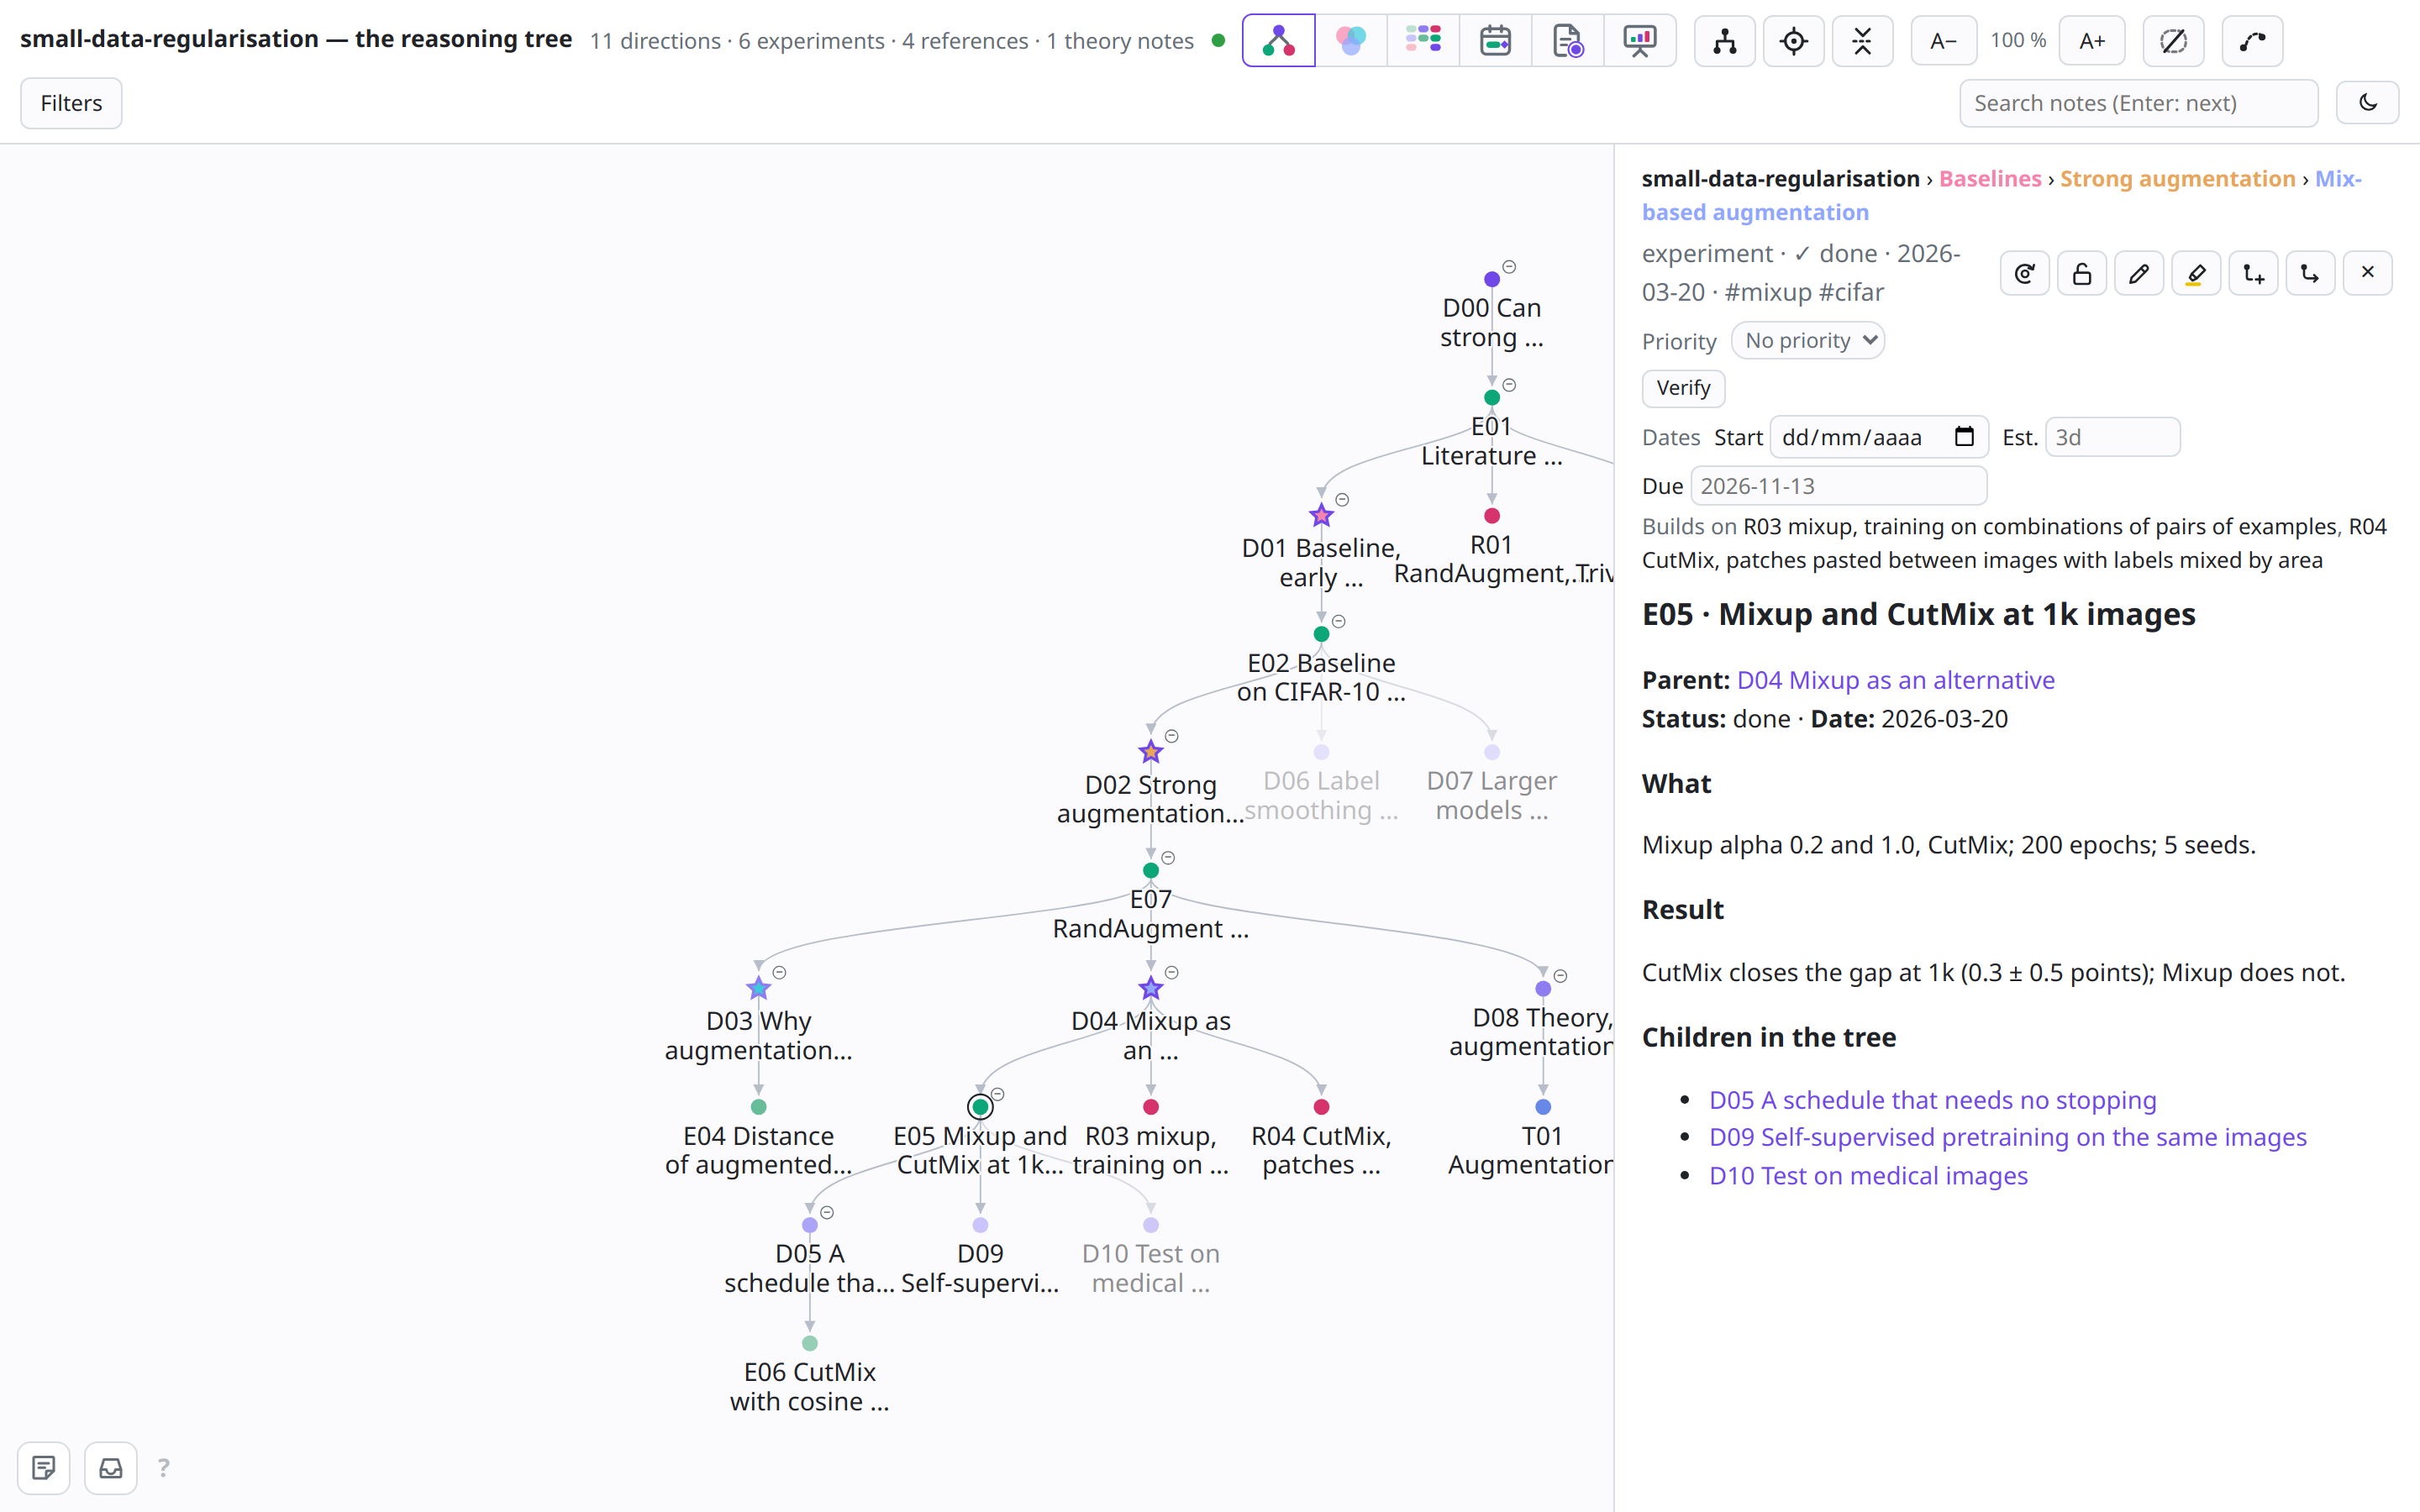 small-data-regularisation — the reasoning tree
11 directions · 6 experiments · 4 references · 1 theory notes
A−
100 %
A+
Filters
Search notes (Enter: next)
D00 Can
strong ...
E01
Literature ...
D01 Baseline,
early ...
R01
RandAugment,...
Triv
E02 Baseline
on CIFAR-10 ...
D02 Strong
augmentation...
D06 Label
smoothing ...
D07 Larger
models ...
E07
RandAugment ...
D03 Why
augmentation...
D04 Mixup as
an ...
D08 Theory,
augmentation
E04 Distance
of augmented...
E05 Mixup and
CutMix at 1k...
R03 mixup,
training on ...
R04 CutMix,
patches ...
T01
Augmentation
D05 A
schedule tha...
D09
Self-supervi...
D10 Test on
medical ...
E06 CutMix
with cosine ...
?
small-data-regularisation › Baselines › Strong augmentation › Mix-
based augmentation
experiment · ✓ done · 2026-
03-20 · #mixup #cifar
Priority No priority
Verify
Dates Start dd/mm/aaaa Est. 3d
Due 2026-11-13
Builds on R03 mixup, training on combinations of pairs of examples, R04
CutMix, patches pasted between images with labels mixed by area
E05 · Mixup and CutMix at 1k images
Parent: D04 Mixup as an alternative
Status: done · Date: 2026-03-20
What
Mixup alpha 0.2 and 1.0, CutMix; 200 epochs; 5 seeds.
Result
CutMix closes the gap at 1k (0.3 ± 0.5 points); Mixup does not.
Children in the tree
• D05 A schedule that needs no stopping
• D09 Self-supervised pretraining on the same images
• D10 Test on medical images